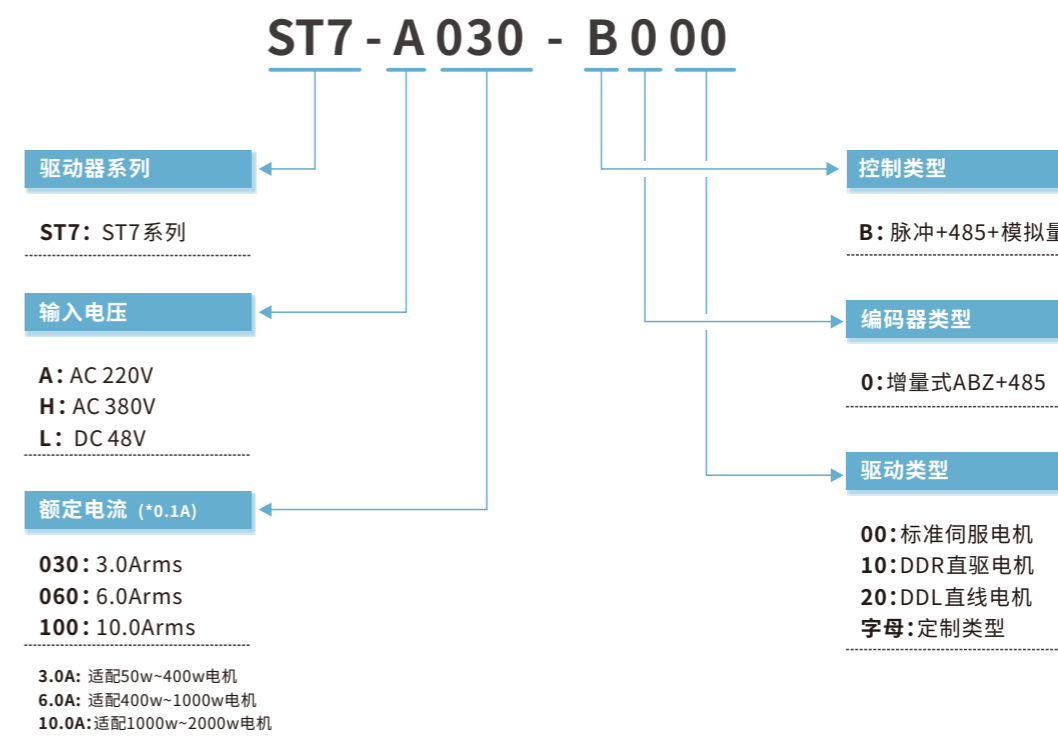 ST7 - A 030 - B 0 00
驱动器系列
ST7：ST7系列
输入电压
A：AC 220V
H：AC 380V
L：DC 48V
额定电流 (*0.1A)
030：3.0Arms
060：6.0Arms
100：10.0Arms
3.0A: 适配50w~400w电机
6.0A: 适配400w~1000w电机
10.0A:适配1000w~2000w电机
控制类型
B：脉冲+485+模拟量
编码器类型
0:增量式ABZ+485
驱动类型
00:标准伺服电机
10:DDR直驱电机
20:DDL直线电机
字母:定制类型